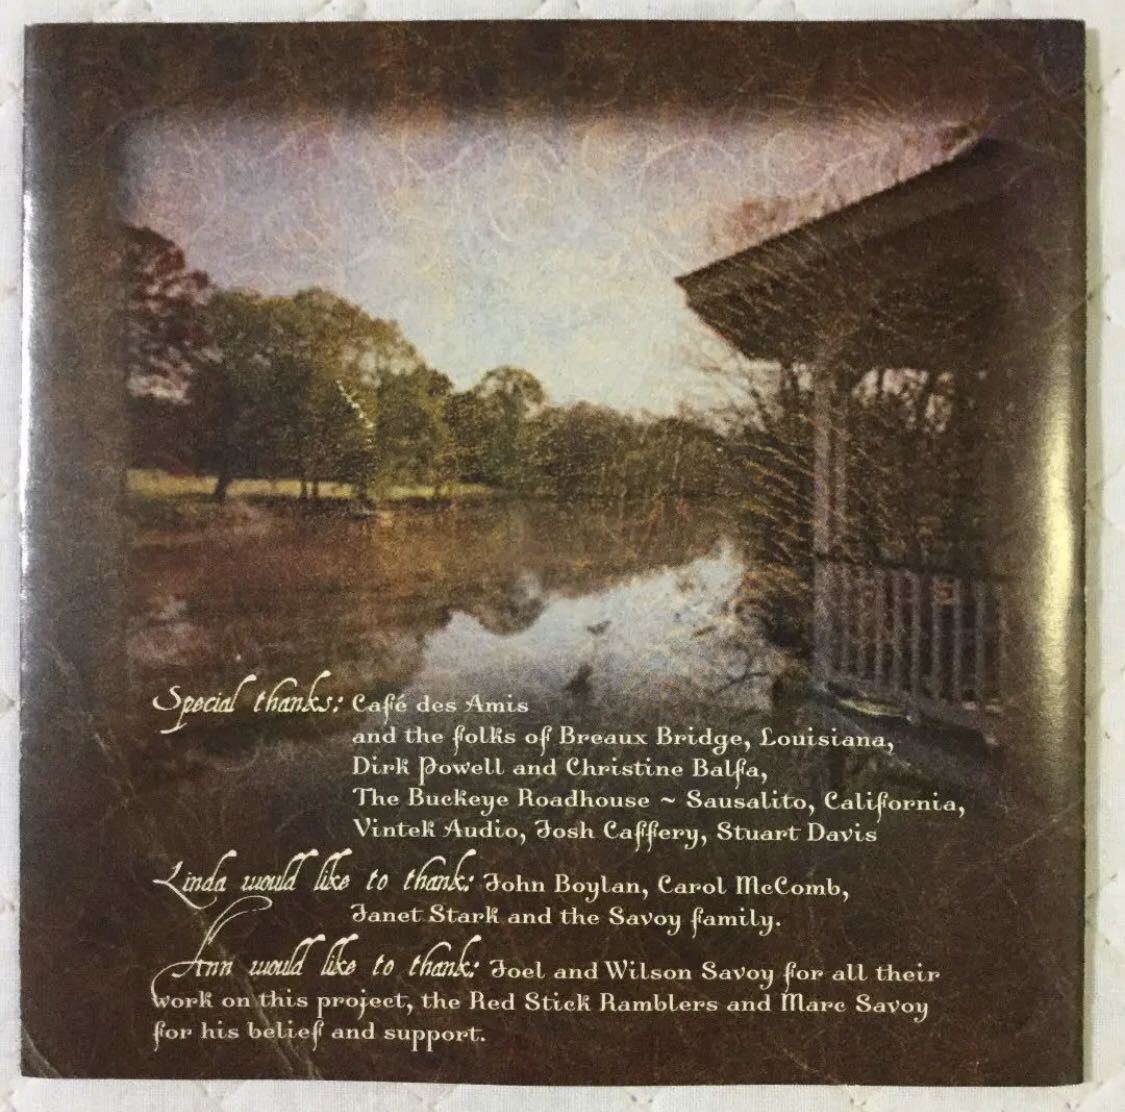 Special thanks: Café des Amis
and the folks of Breaux Bridge, Louisiana,
Dirk Powell and Christine Balfa,
The Buckeye Roadhouse ~ Sausalito, California,
Vintek Audio, Josh Caffery, Stuart Davis
Linda would like to thank: John Boylan, Carol McComb,
Janet Stark and the Savoy family.
Ann would like to thank: Joel and Wilson Savoy for all their
work on this project, the Red Stick Ramblers and Marc Savoy
for his belief and support.